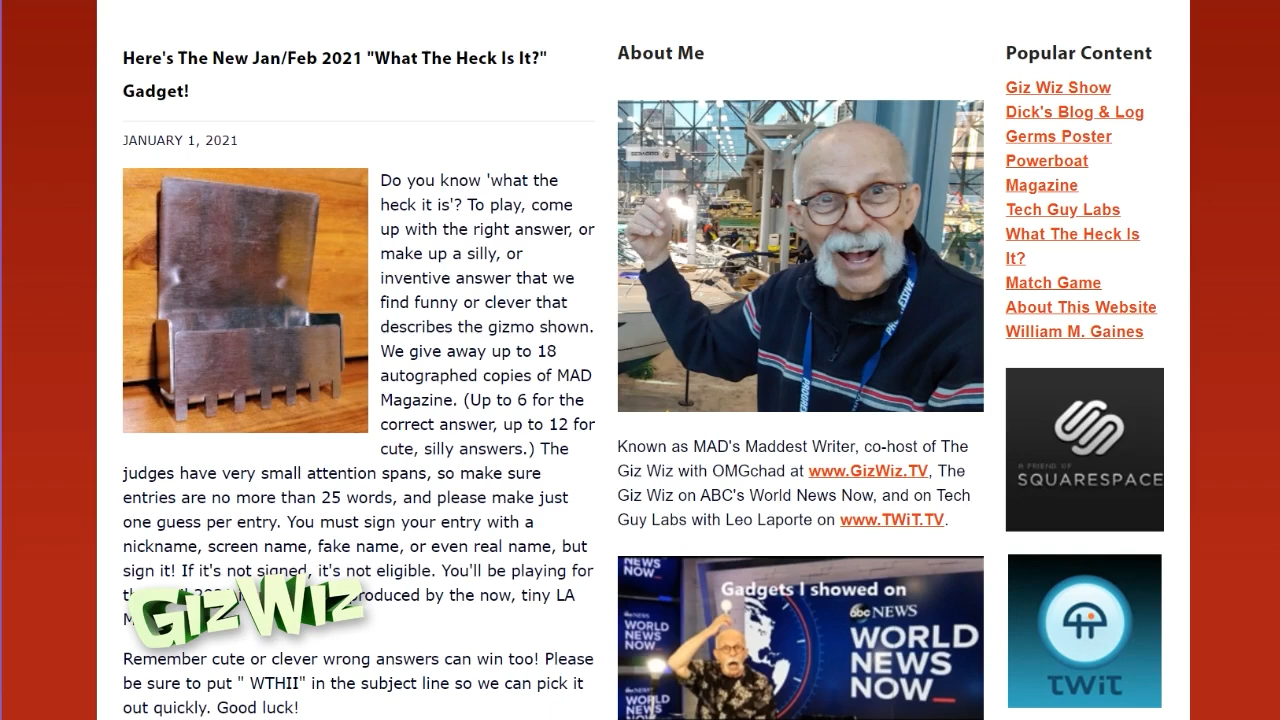 Here's The New Jan/Feb 2021 "What The Heck Is It?"
Gadget!
JANUARY 1, 2021
Do you know 'what the
heck it is'? To play, come
up with the right answer, or
make up a silly, or
inventive answer that we
find funny or clever that
describes the gizmo shown.
We give away up to 18
autographed copies of MAD
Magazine. (Up to 6 for the
correct answer, up to 12 for
cute, silly answers.) The
judges have very small attention spans, so make sure
entries are no more than 25 words, and please make just
one guess per entry. You must sign your entry with a
nickname, screen name, fake name, or even real name, but
sign it! If it's not signed, it's not eligible. You'll be playing for
produced by the now, tiny LA
GizWiz
Remember cute or clever wrong answers can win too! Please
be sure to put " WTHII" in the subject line so we can pick it
out quickly. Good luck!
About Me
PROGRESSIVE
Known as MAD's Maddest Writer, co-host of The
Giz Wiz with OMGchad at www.GizWiz.TV, The
Giz Wiz on ABC's World News Now, and on Tech
Guy Labs with Leo Laporte on www.TWiT.TV.
Gadgets I showed on
abc NEWS
WORLD
NEWS
NOW_
NEWS
NOW_
WORLD
NEWS
NOW_
WORLD
Popular Content
Giz Wiz Show
Dick's Blog & Log
Germs Poster
Powerboat
Magazine
Tech Guy Labs
What The Heck Is
It?
Match Game
About This Website
William M. Gaines
A FRIEND OF
SQUARESPACE
TWiT